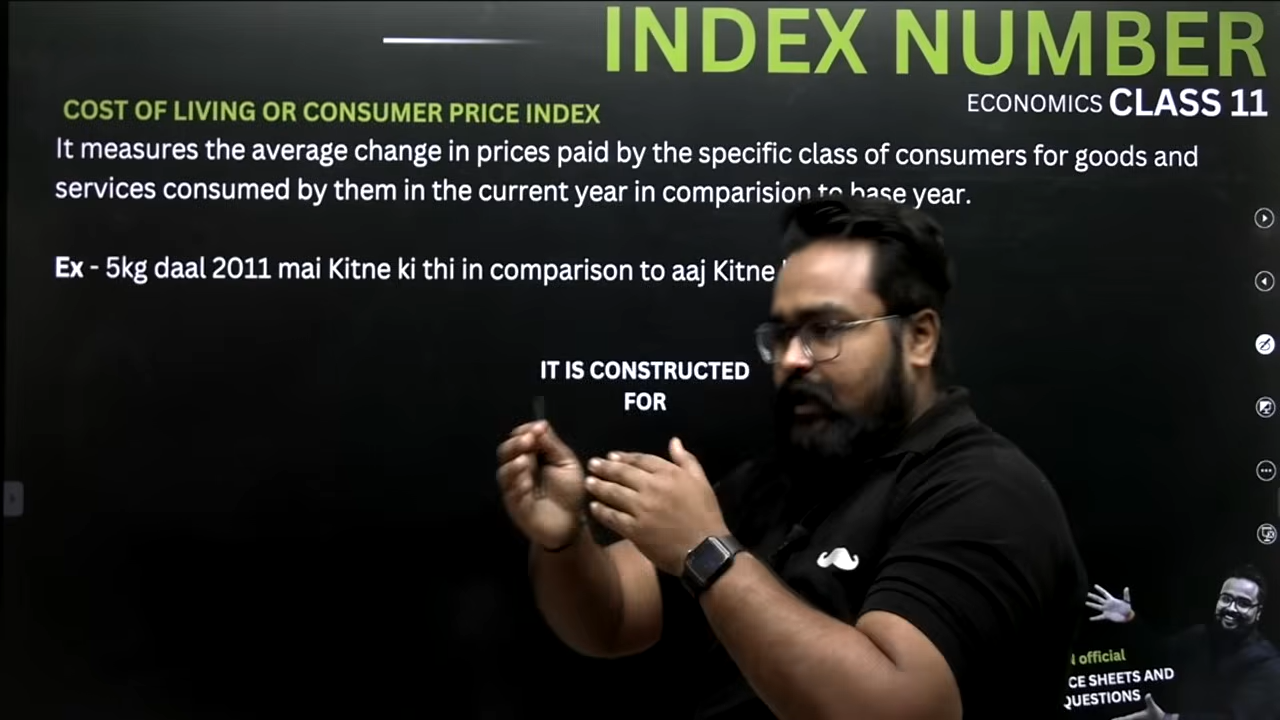 INDEX NUMBER
ECONOMICS CLASS 11
COST OF LIVING OR CONSUMER PRICE INDEX
It measures the average change in prices paid by the specific class of consumers for goods and
services consumed by them in the current year in comparision to base year.
Ex - 5kg daal 2011 mai Kitne ki thi in comparison to aaj Kitne
IT IS CONSTRUCTED
FOR
official
CE SHEETS AND
QUESTIONS